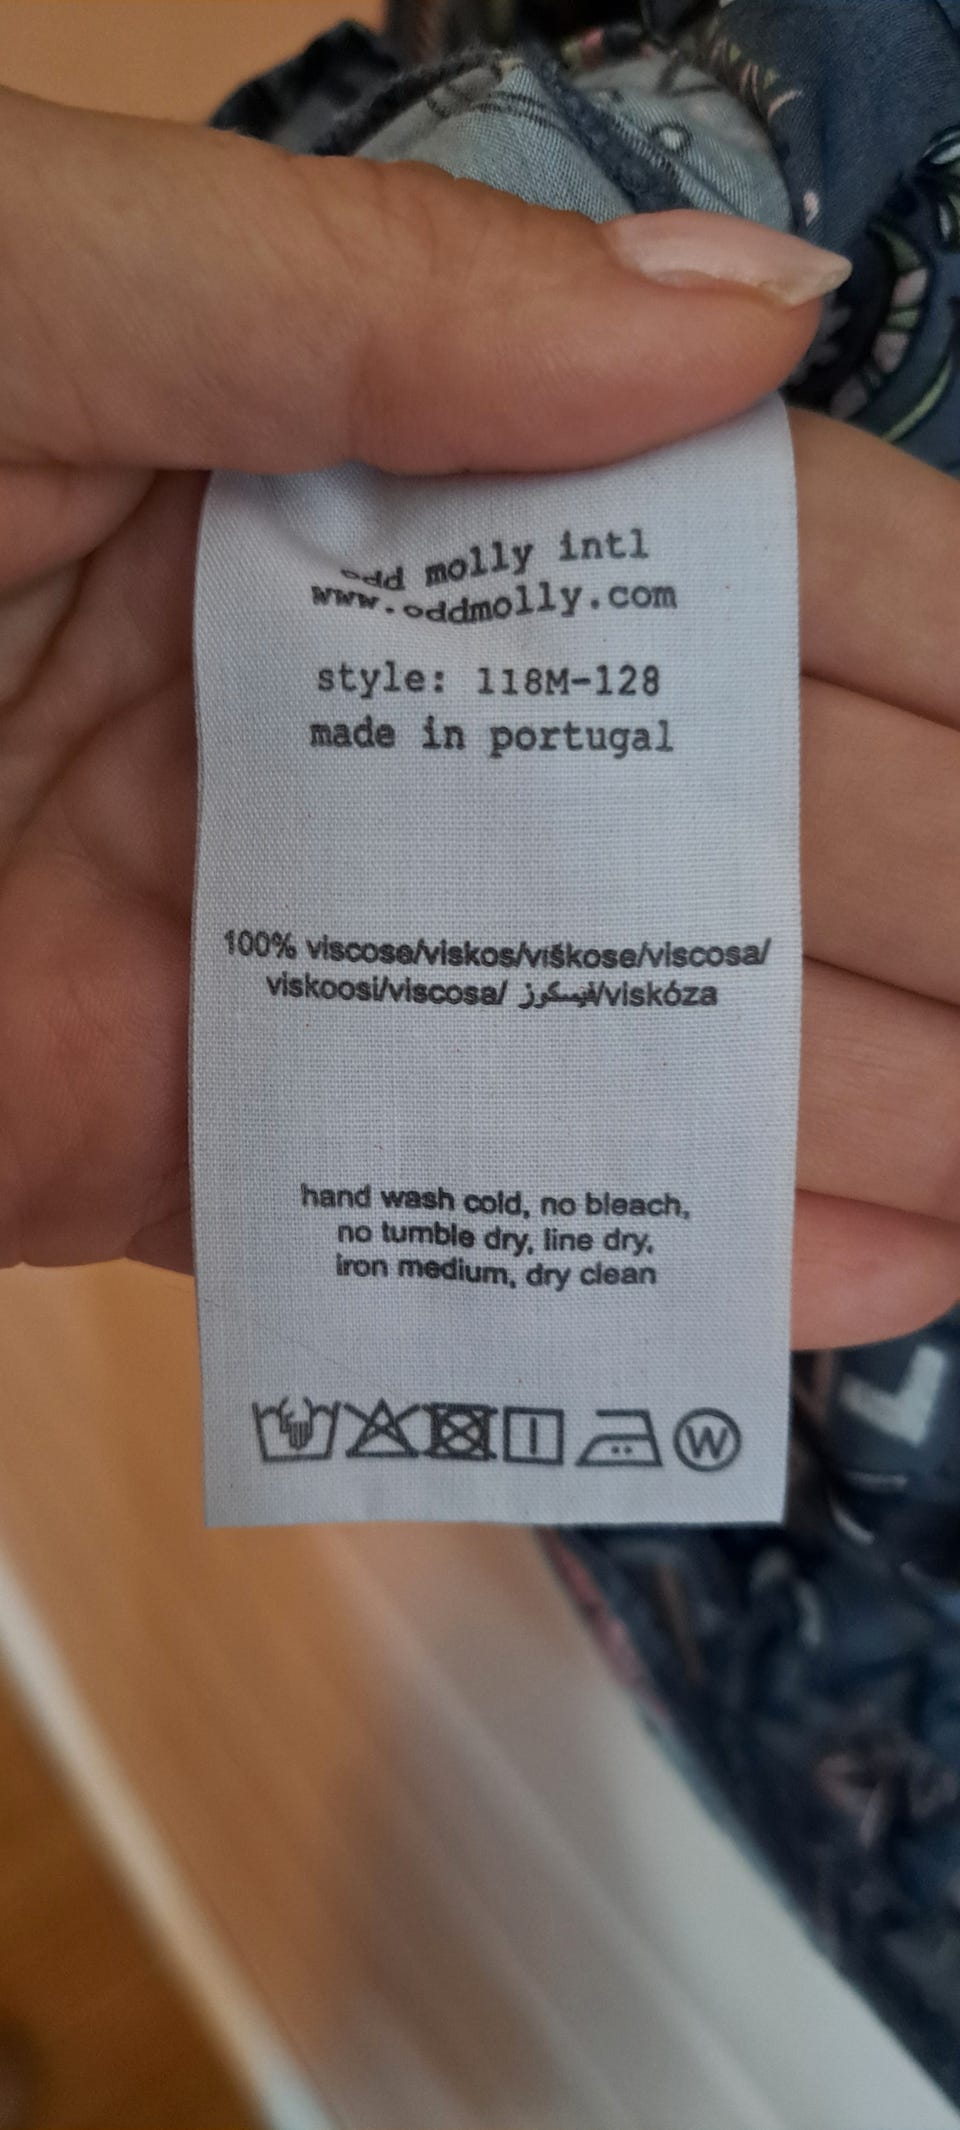 odd molly intl
www.oddmolly.com
style: 118M-128
made in portugal
100% viscose/viskos/viškose/viscosa/
viskoosi/viscosa/ فيسكوز/viskóza
hand wash cold, no bleach,
no tumble dry, line dry,
iron medium, dry clean
W